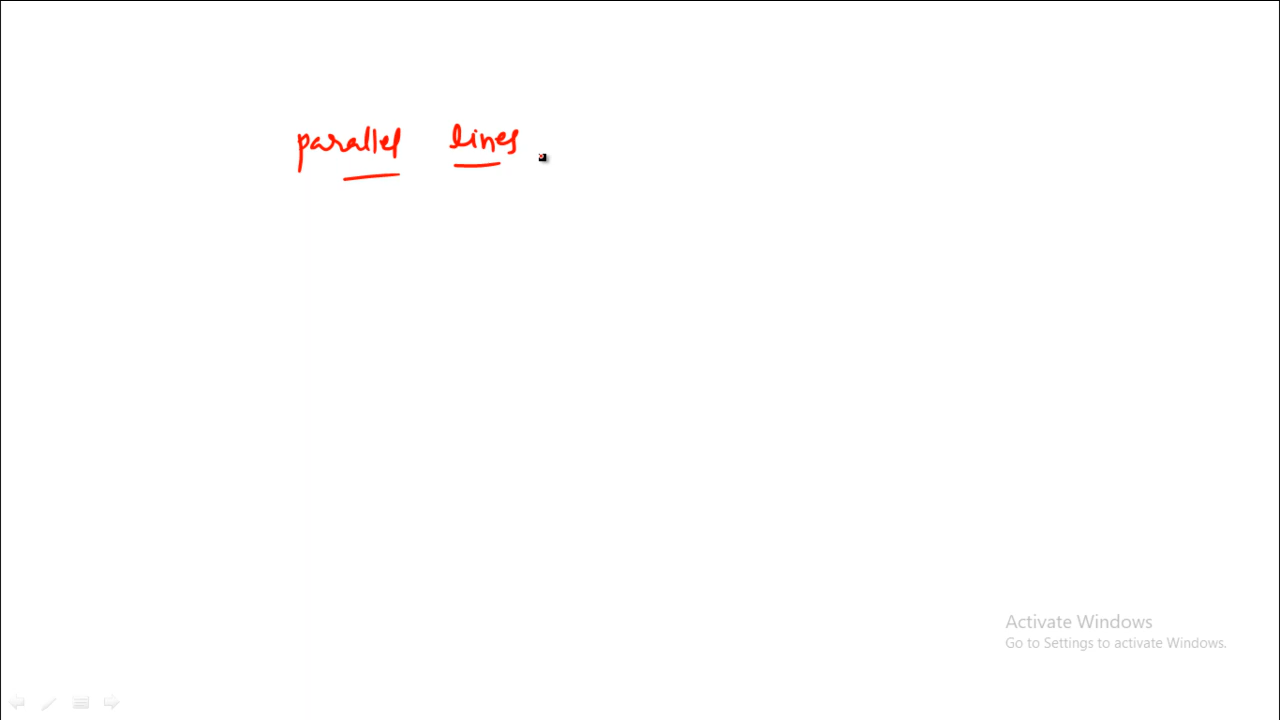 parallel lines
Activate Windows
Go to Settings to activate Windows.